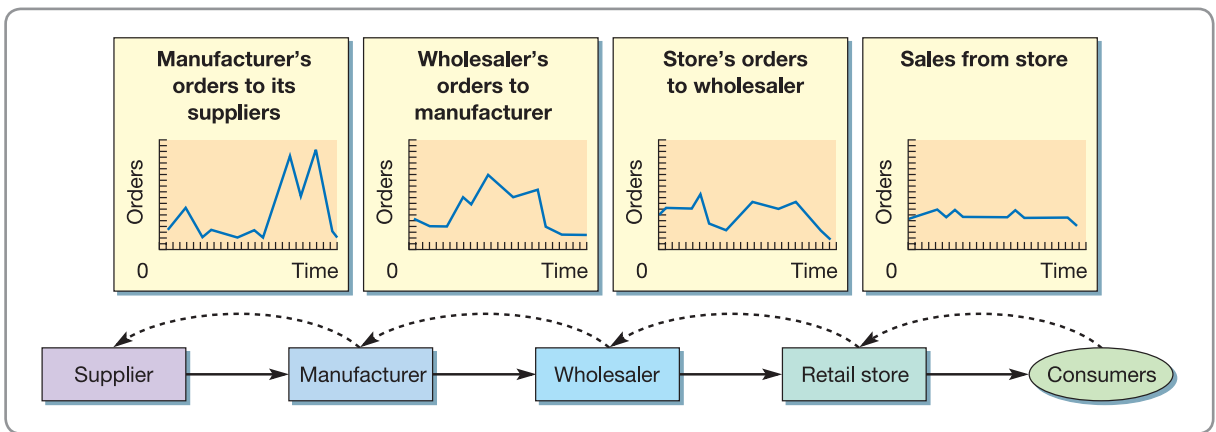 Manufacturer's
orders to its
suppliers
Orders
0
Time
Wholesaler's
orders to
manufacturer
Orders
0
Time
Store's orders
to wholesaler
Orders
0
Time
Sales from store
Orders
0
Time
Supplier
Manufacturer
Wholesaler
Retail store
Consumers